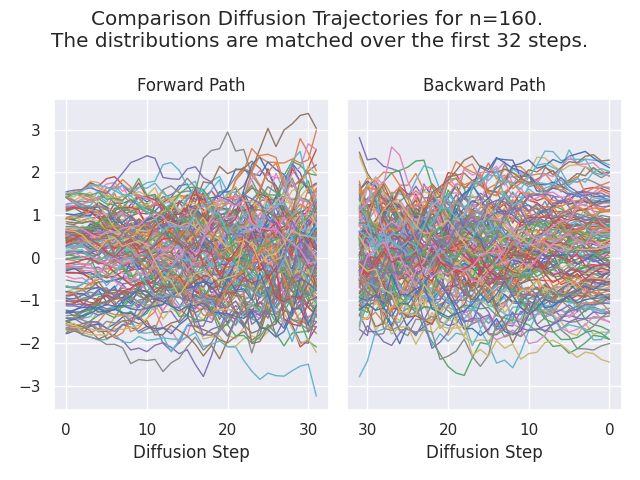 Comparison Diffusion Trajectories for n=160.
The distributions are matched over the first 32 steps.
Forward Path
Backward Path
3
2
1
0
−1
−2
−3
0 10 20 30
30 20 10 0
Diffusion Step
Diffusion Step